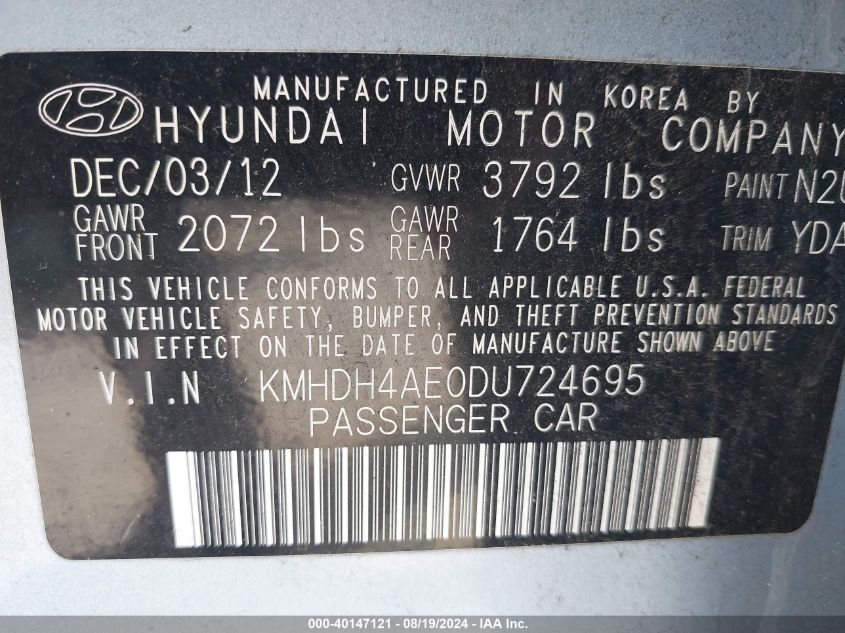 MANUFACTURED IN KOREA BY
HYUNDAI MOTOR COMPANY
DEC/03/12 GVWR 3792 lbs PAINT N2U
GAWR FRONT 2072 lbs GAWR REAR 1764 lbs TRIM YDA
THIS VEHICLE CONFORMS TO ALL APPLICABLE U.S.A. FEDERAL
MOTOR VEHICLE SAFETY, BUMPER, AND THEFT PREVENTION STANDARDS
IN EFFECT ON THE DATE OF MANUFACTURE SHOWN ABOVE
V.I.N KMHDH4AE0DU724695
PASSENGER CAR
000-40147121 - 08/19/2024 - IAA Inc.